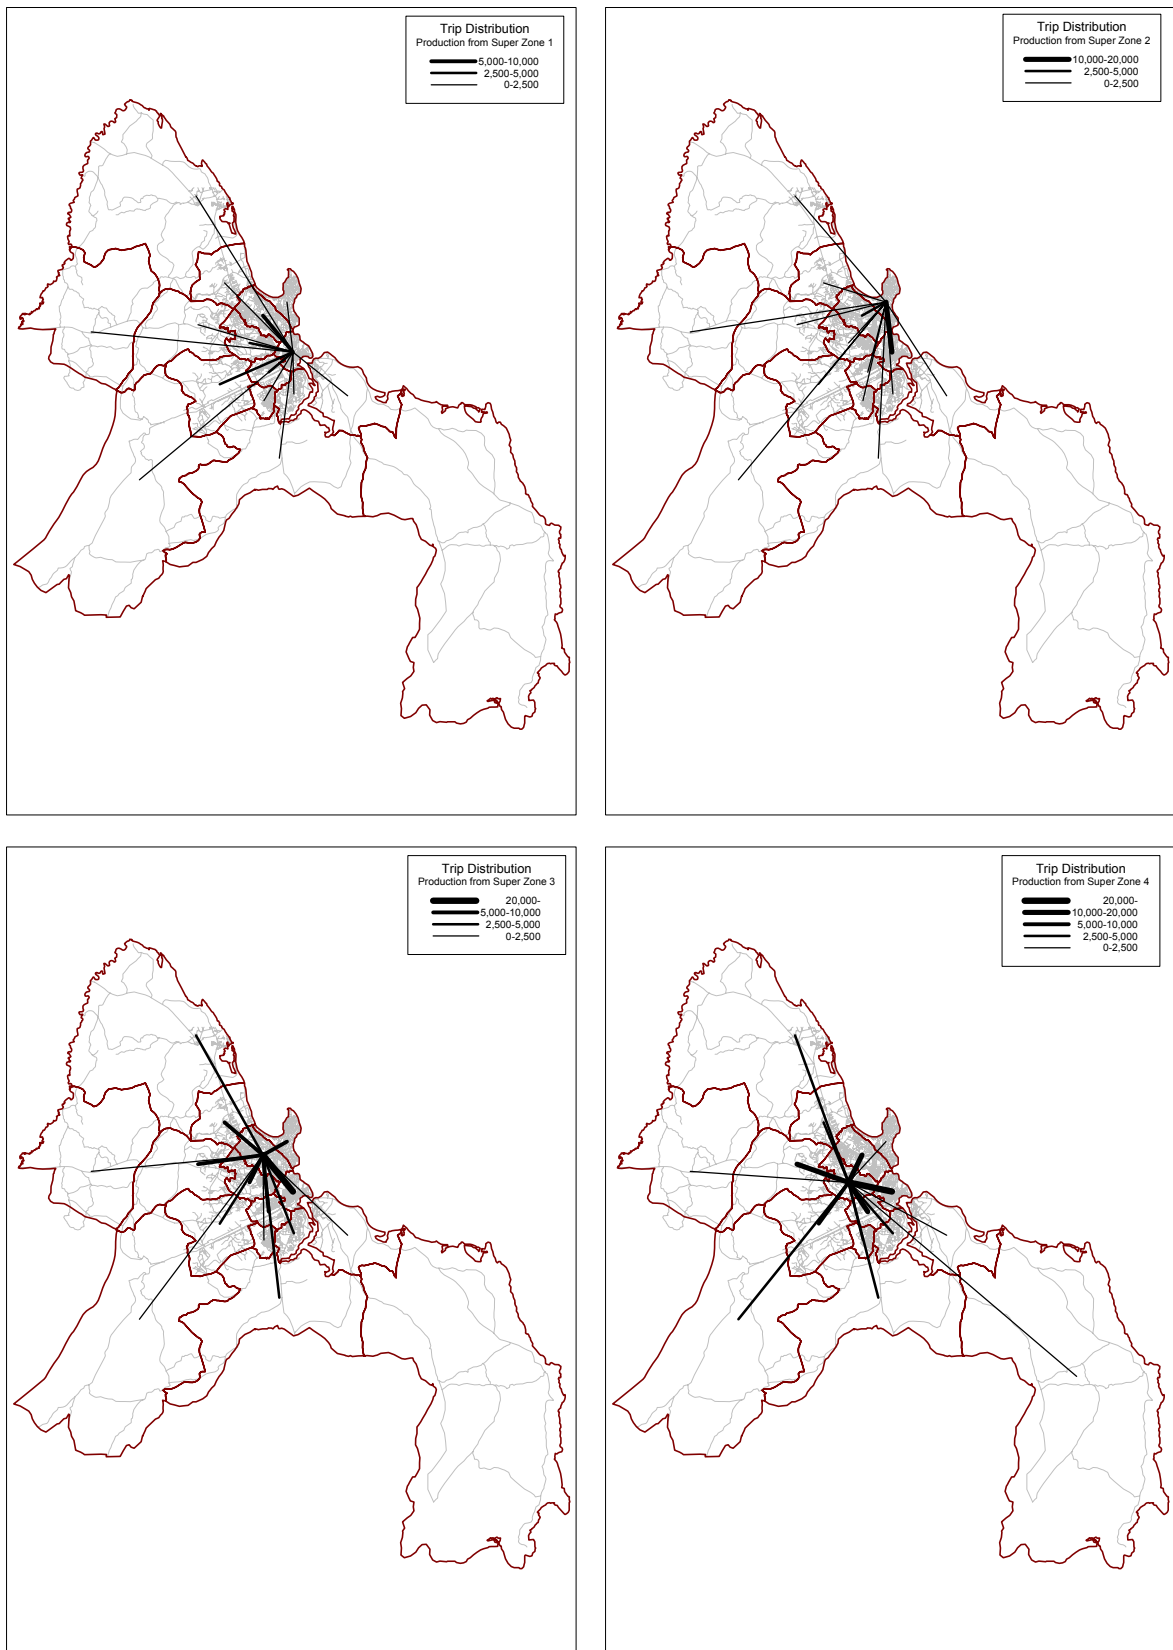 Trip Distribution
Production from Super Zone 1
5,000-10,000
2,500-5,000
0-2,500
Trip Distribution
Production from Super Zone 2
10,000-20,000
2,500-5,000
0-2,500
Trip Distribution
Production from Super Zone 3
20,000-
5,000-10,000
2,500-5,000
0-2,500
Trip Distribution
Production from Super Zone 4
20,000-
10,000-20,000
5,000-10,000
2,500-5,000
0-2,500